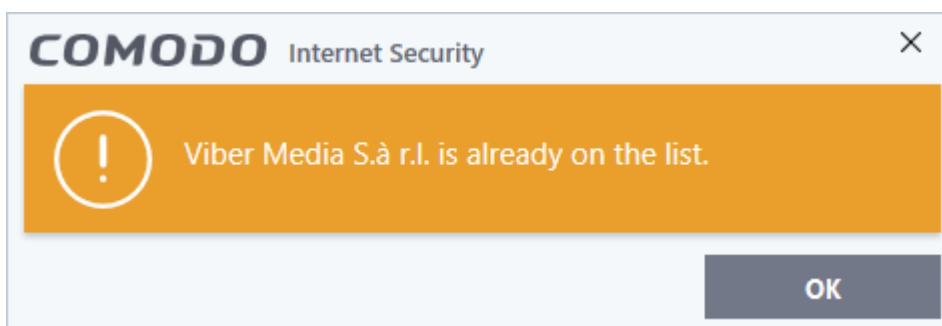 COMODO Internet Security
Viber Media S.à r.l. is already on the list.
OK